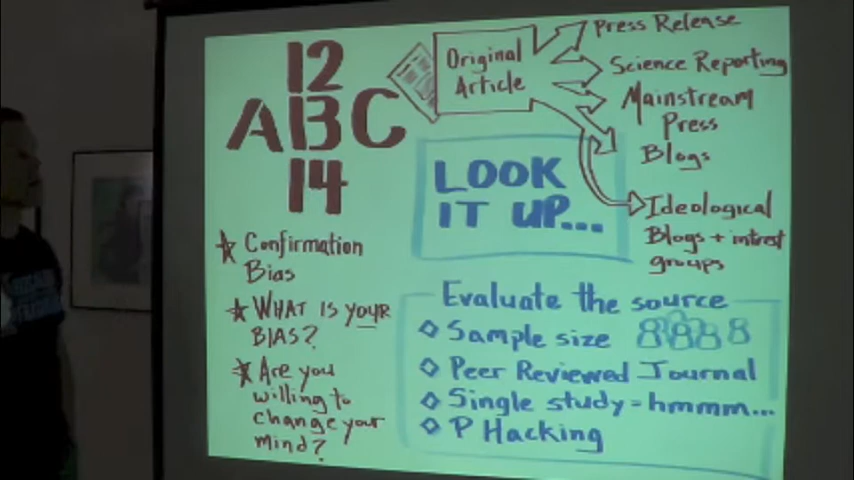 12
ABC
14
Original
Article
Press Release
Science Reporting
Mainstream
Press
Blogs
Ideological
Blogs + intrest
groups
LOOK
IT UP...
Confirmation
Bias
WHAT IS YOUR
BIAS?
Are you
willing to
change your
mind?
Evaluate the source
Sample size
Peer Reviewed Journal
Single study = hmmm...
P Hacking